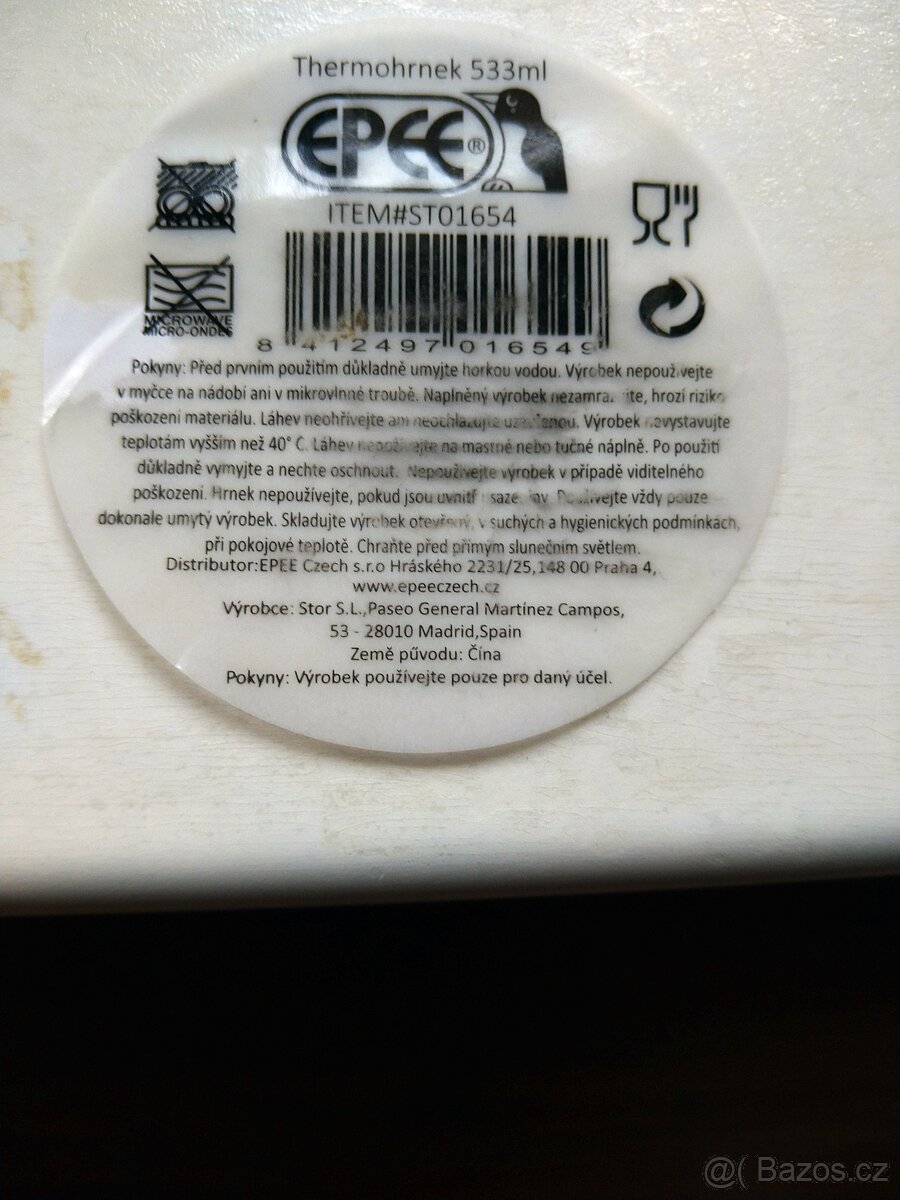 Thermohrnek 533ml
EPEE®
ITEM#ST01654
MICROWAVE
MICRO-ONDES
8 412497 016549
Pokyny: Před prvním použitím důkladně umyjte horkou vodou. Výrobek nepoužívejte
v myčce na nádobí ani v mikrovlnné troubě. Naplněný výrobek hrozí riziko
poškození materiálu. Láhev neohřívejte ani neochlazujte uzavřenou. Výrobek nevystavujte
teplotám vyšším než 40° C. Láhev nepoužívejte na mastné nebo tučné náplně. Po použití
důkladně vymyjte a nechte oschnout. Nepoužívejte výrobek v případě viditelného
poškození. Hrnek nepoužívejte, pokud jsou uvnitř Používejte vždy pouze
dokonale umytý výrobek. Skladujte výrobek otevřený, v suchých a hygienických podmínkách,
při pokojové teplotě. Chraňte před přímým slunečním světlem.
Distributor:EPEE Czech s.r.o Hráského 2231/25,148 00 Praha 4,
www.epeeczech.cz
Výrobce: Stor S.L.,Paseo General Martínez Campos,
53 - 28010 Madrid,Spain
Země původu: Čína
Pokyny: Výrobek používejte pouze pro daný účel.
@( Bazos.cz